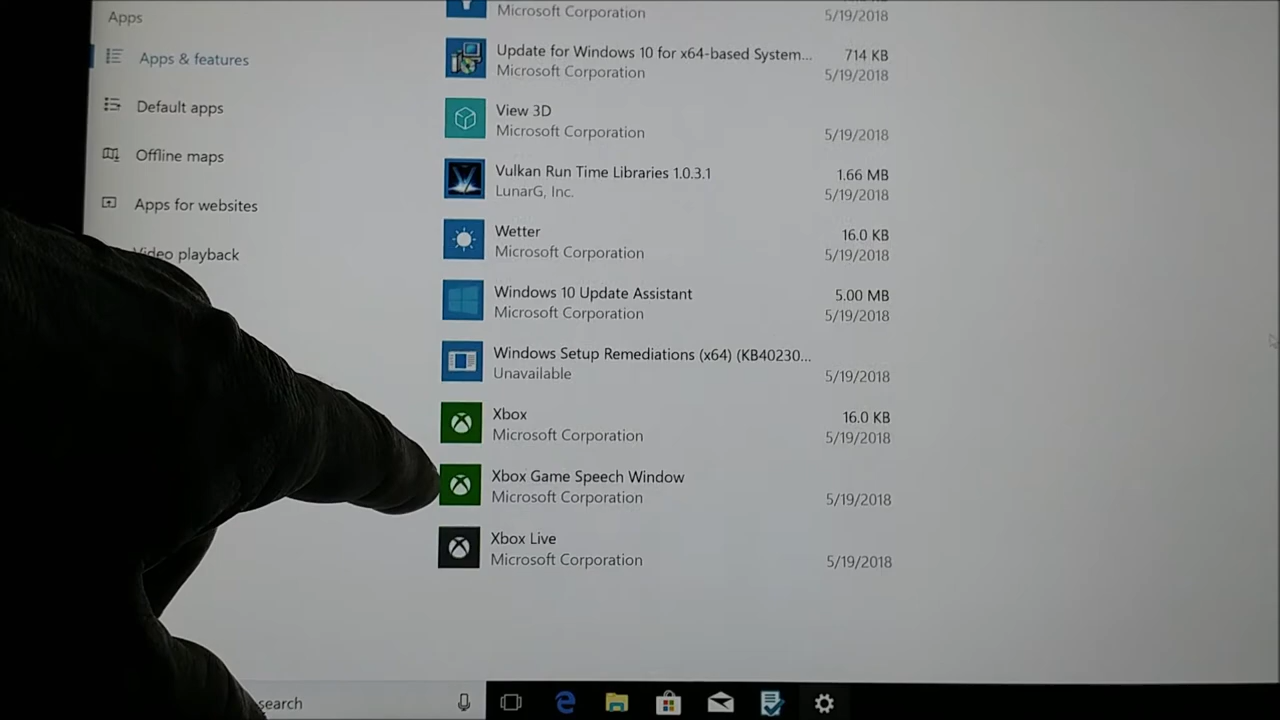 Apps
Apps & features
Default apps
Offline maps
Apps for websites
Video playback
Microsoft Corporation
5/19/2018
Update for Windows 10 for x64-based System...
714 KB
Microsoft Corporation
5/19/2018
View 3D
Microsoft Corporation
5/19/2018
Vulkan Run Time Libraries 1.0.3.1
1.66 MB
LunarG, Inc.
5/19/2018
Wetter
16.0 KB
Microsoft Corporation
5/19/2018
Windows 10 Update Assistant
5.00 MB
Microsoft Corporation
5/19/2018
Windows Setup Remediations (x64) (KB40230...
Unavailable
5/19/2018
Xbox
16.0 KB
Microsoft Corporation
5/19/2018
Xbox Game Speech Window
Microsoft Corporation
5/19/2018
Xbox Live
Microsoft Corporation
5/19/2018
search